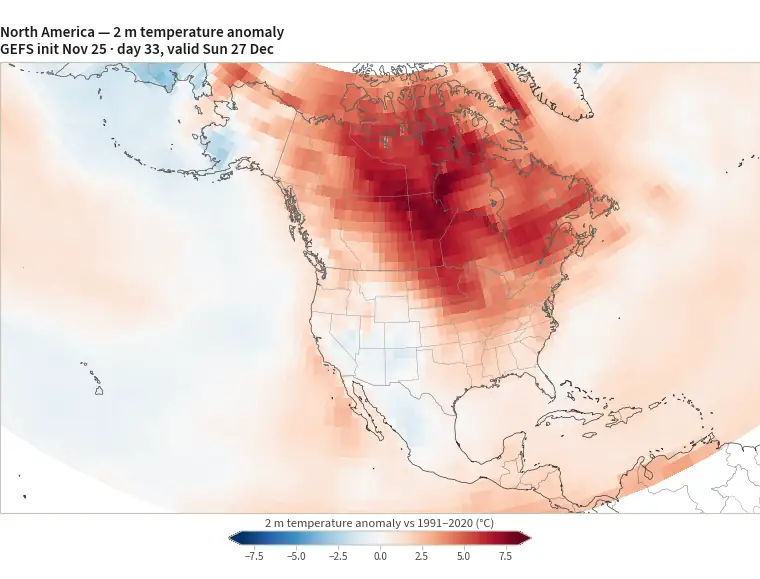 North America — 2 m temperature anomaly
GEFS init Nov 25 · day 33, valid Sun 27 Dec
2 m temperature anomaly vs 1991–2020 (°C)
−7.5 −5.0 −2.5 0.0 2.5 5.0 7.5